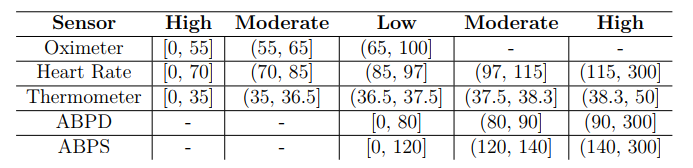 Sensor High Moderate Low Moderate High
Oximeter [0, 55] (55, 65] (65, 100] - -
Heart Rate [0, 70] (70, 85] (85, 97] (97, 115] (115, 300]
Thermometer [0, 35] (35, 36.5] (36.5, 37.5] (37.5, 38.3] (38.3, 50]
ABPD - - [0, 80] (80, 90] (90, 300]
ABPS - - [0, 120] (120, 140] (140, 300]